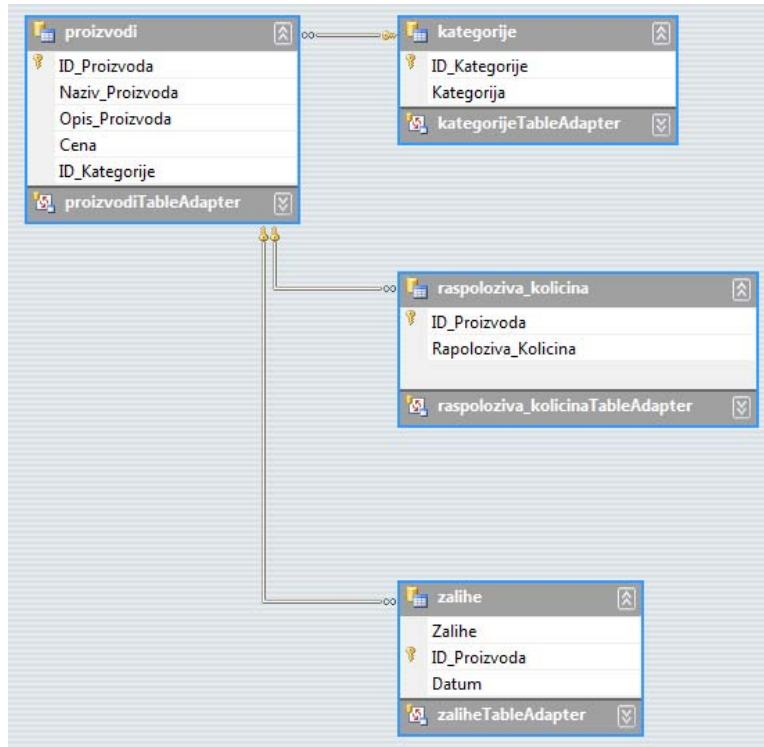 proizvodi
ID_Proizvoda
Naziv_Proizvoda
Opis_Proizvoda
Cena
ID_Kategorije
proizvodiTableAdapter
kategorije
ID_Kategorije
Kategorija
kategorijeTableAdapter
raspoloziva_kolicina
ID_Proizvoda
Rapoloziva_Kolicina
raspoloziva_kolicinaTableAdapter
zalihe
Zalihe
ID_Proizvoda
Datum
zaliheTableAdapter